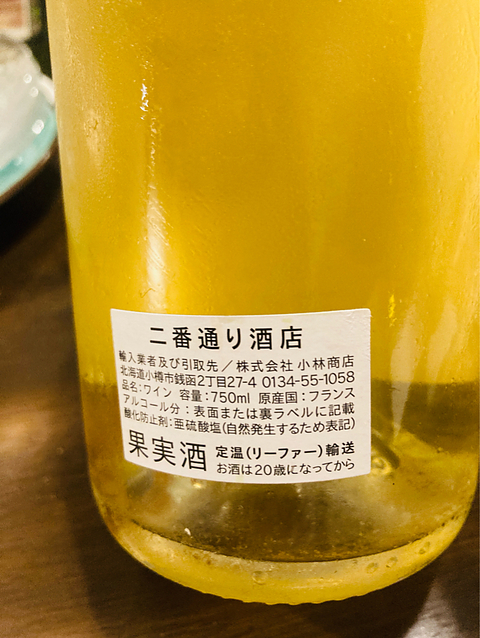 二番通り酒店
輸入業者及び引取先／株式会社 小林商店
北海道小樽市銭函2丁目27-4 0134-55-1058
品名:ワイン 容量:750ml 原産国:フランス
アルコール分:表面または裏ラベルに記載
酸化防止剤:亜硫酸塩(自然発生するため表記)
果実酒 定温(リーファー)輸送
お酒は20歳になってから